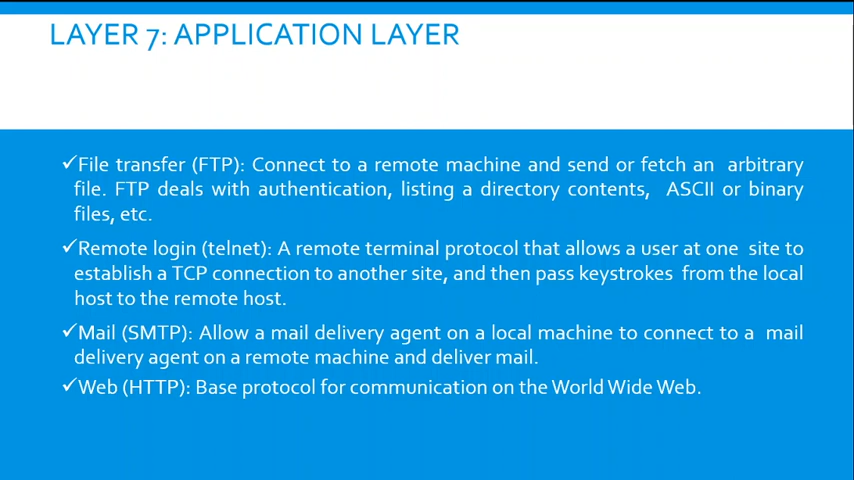 LAYER 7: APPLICATION LAYER
✓File transfer (FTP): Connect to a remote machine and send or fetch an arbitrary
file. FTP deals with authentication, listing a directory contents, ASCII or binary
files, etc.
✓Remote login (telnet): A remote terminal protocol that allows a user at one site to
establish a TCP connection to another site, and then pass keystrokes from the local
host to the remote host.
✓Mail (SMTP): Allow a mail delivery agent on a local machine to connect to a mail
delivery agent on a remote machine and deliver mail.
✓Web (HTTP): Base protocol for communication on the World Wide Web.